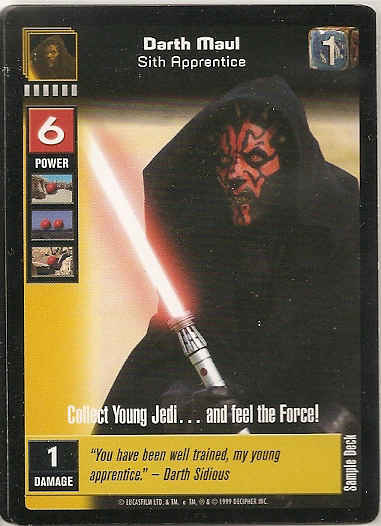 Darth Maul
Sith Apprentice
1
6
POWER
Collect Young Jedi . . . and feel the Force!
1
DAMAGE
"You have been well trained, my young
apprentice." – Darth Sidious
Sample Deck
© LUCASFILM LTD. & TM. ® & © 1999 DECIPHER INC.